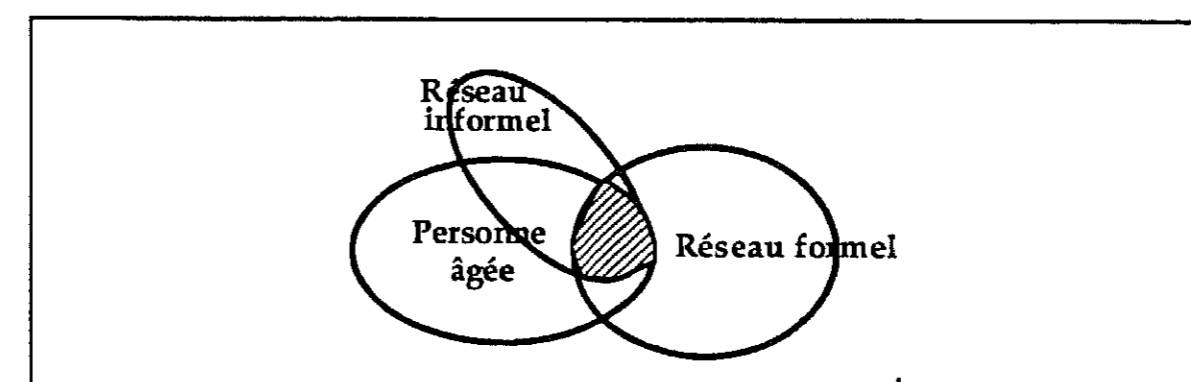 Réseau
informel
Personne
âgée
Réseau formel